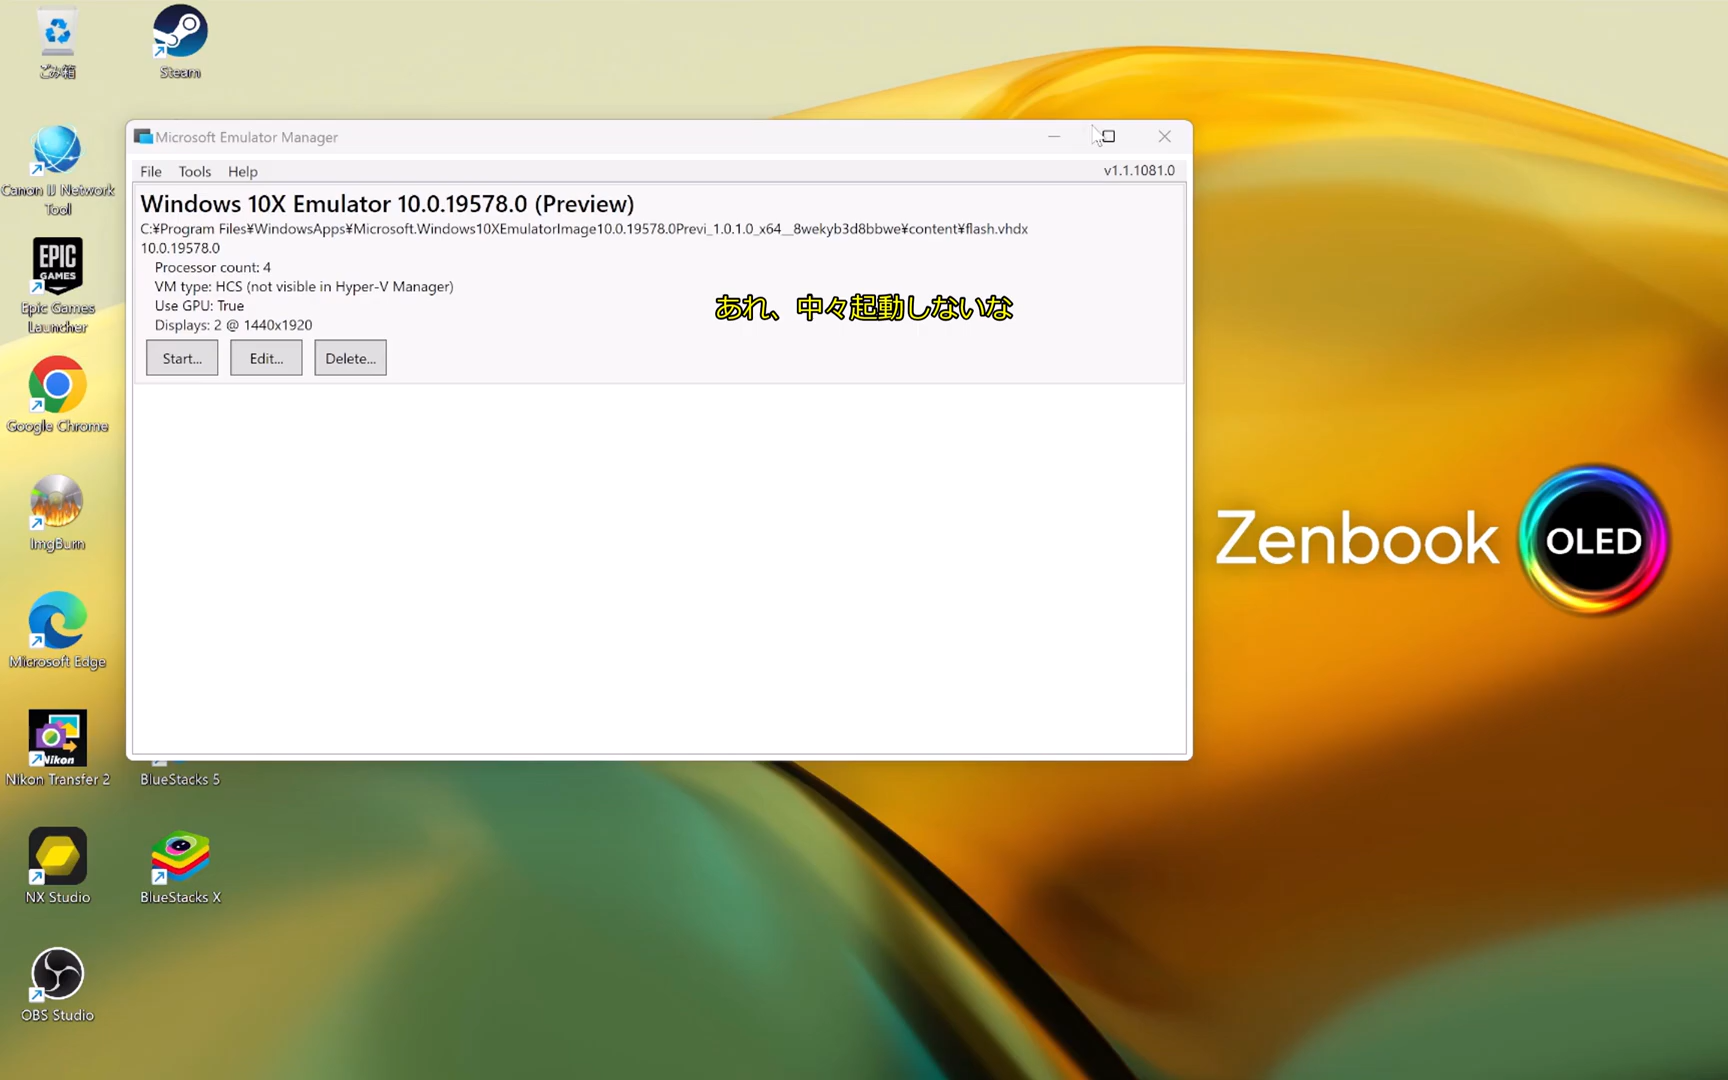 ごみ箱
Steam
Canon IJ Network
Tool
EPIC
GAMES
Epic Games
Launcher
Google Chrome
ImgBurn
Microsoft Edge
Nikon
Nikon Transfer 2
BlueStacks 5
NX Studio
BlueStacks X
OBS Studio
Microsoft Emulator Manager
File Tools Help
v1.1.1081.0
Windows 10X Emulator 10.0.19578.0 (Preview)
C:¥Program Files¥WindowsApps¥Microsoft.Windows10XEmulatorImage10.0.19578.0Previ_1.0.1.0_x64__8wekyb3d8bbwe¥content¥flash.vhdx
10.0.19578.0
Processor count: 4
VM type: HCS (not visible in Hyper-V Manager)
Use GPU: True
Displays: 2 @ 1440x1920
あれ、中々起動しないな
Start... Edit... Delete...
Zenbook OLED